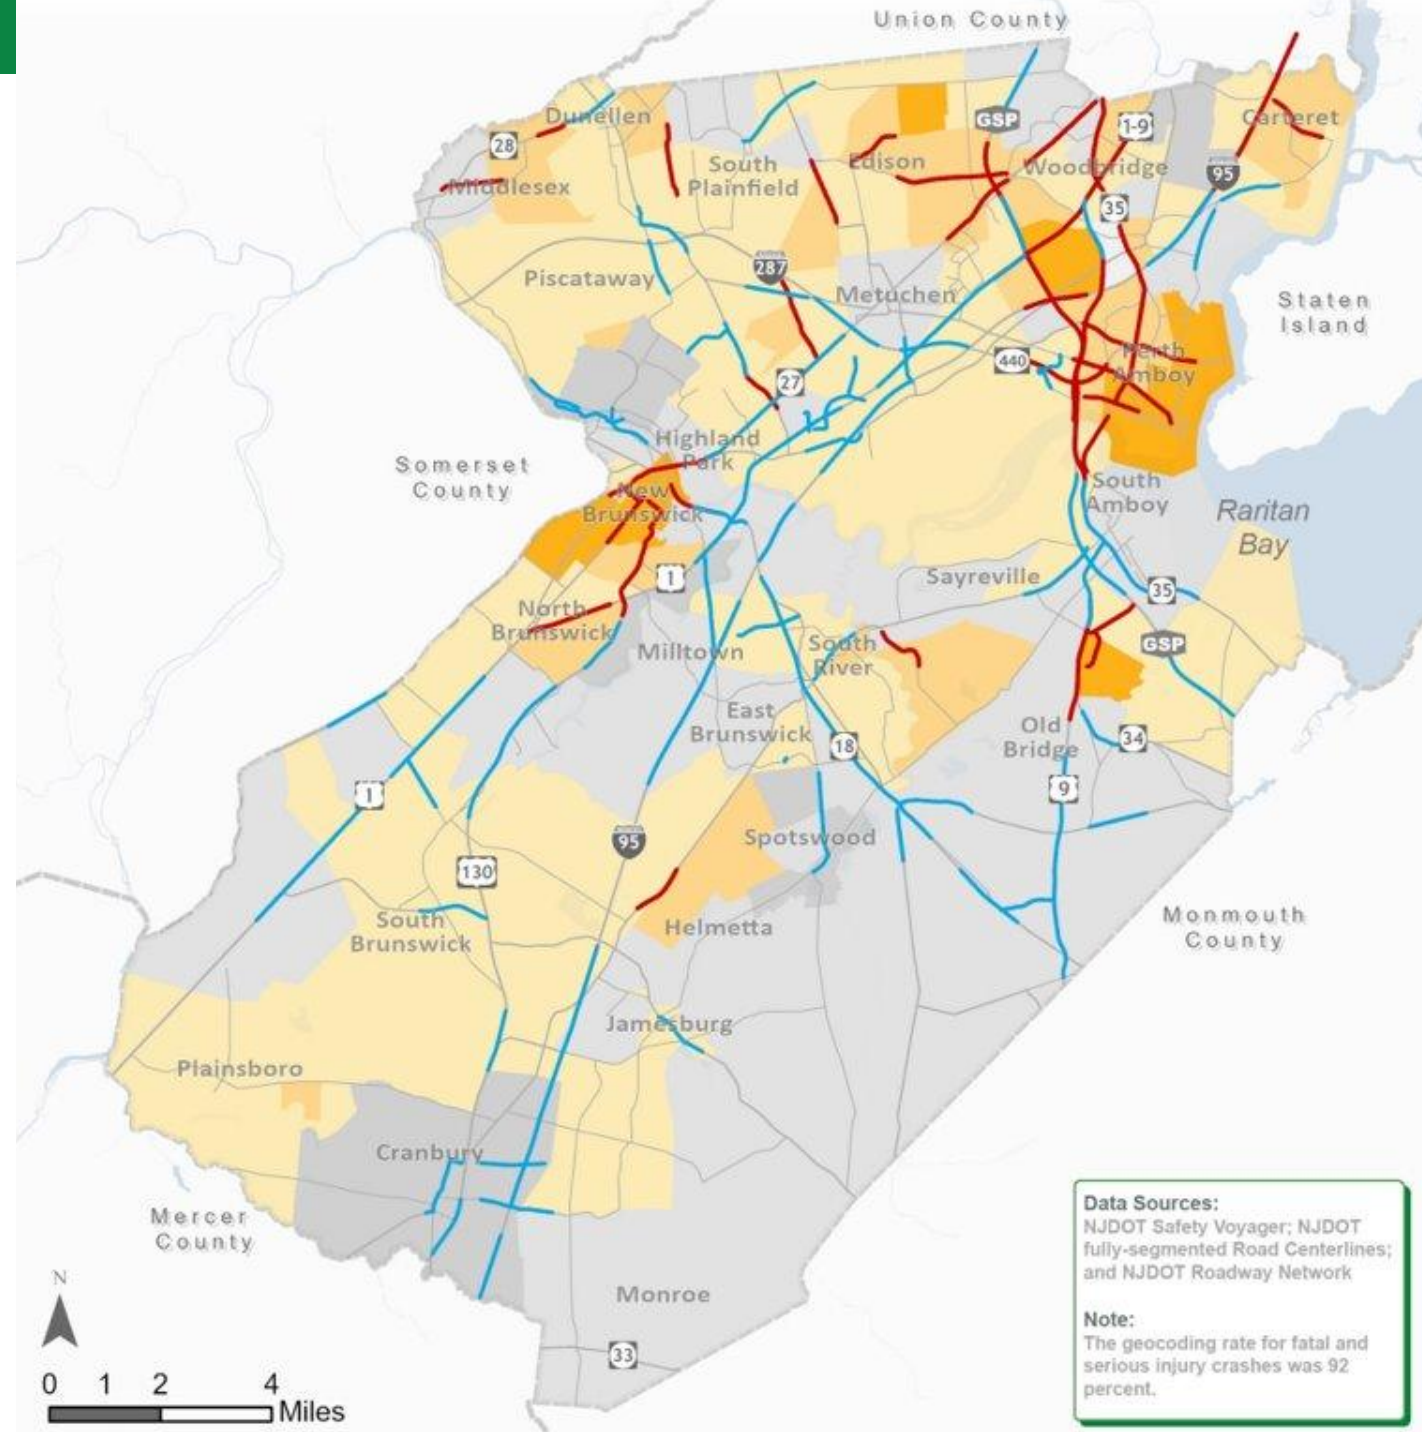 Union County
Dunellen
GSP
1-9
Carteret
28
South
Plainfield
Edison
Woodbridge
95
Middlesex
35
Piscataway
287
Metuchen
Staten
Island
440
Perth
Amboy
27
Highland
Park
Somerset
County
New
Brunswick
South
Amboy
Raritan
Bay
1
Sayreville
35
North
Brunswick
Milltown
South
River
GSP
East
Brunswick
18
Old
Bridge
34
1
9
95
Spotswood
130
South
Brunswick
Helmetta
Monmouth
County
Jamesburg
Plainsboro
Cranbury
Mercer
County
Monroe
33
N
0 1 2 4
Miles
Data Sources:
NJDOT Safety Voyager; NJDOT
fully-segmented Road Centerlines;
and NJDOT Roadway Network
Note:
The geocoding rate for fatal and
serious injury crashes was 92
percent.